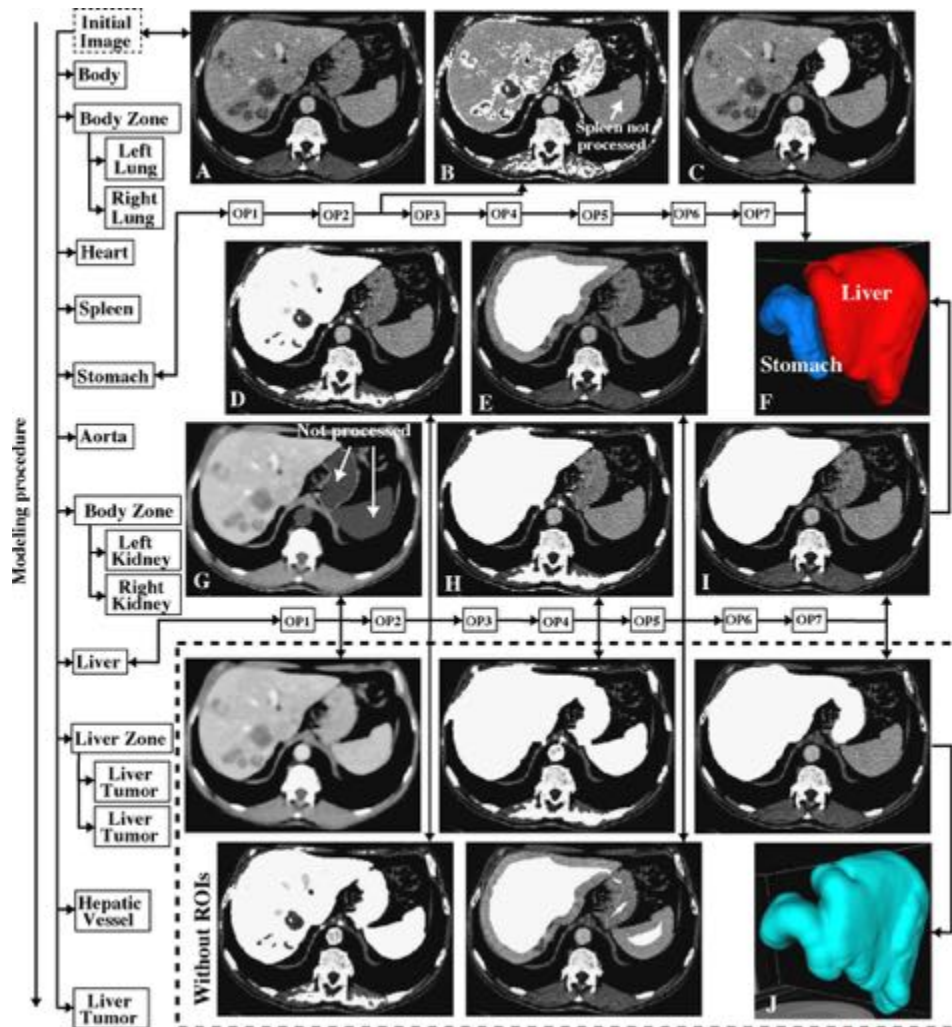 Initial
Image
Body
Body Zone
Left
Lung
Right
Lung
Heart
Spleen
Stomach
Aorta
Body Zone
Left
Kidney
Right
Kidney
Liver
Liver Zone
Liver
Tumor
Liver
Tumor
Hepatic
Vessel
Liver
Tumor
Modeling procedure
A
B
Spleen not
processed
C
OP1
OP2
OP3
OP4
OP5
OP6
OP7
D
E
Liver
Stomach
F
Not processed
G
H
I
OP1
OP2
OP3
OP4
OP5
OP6
OP7
Without ROIs
J